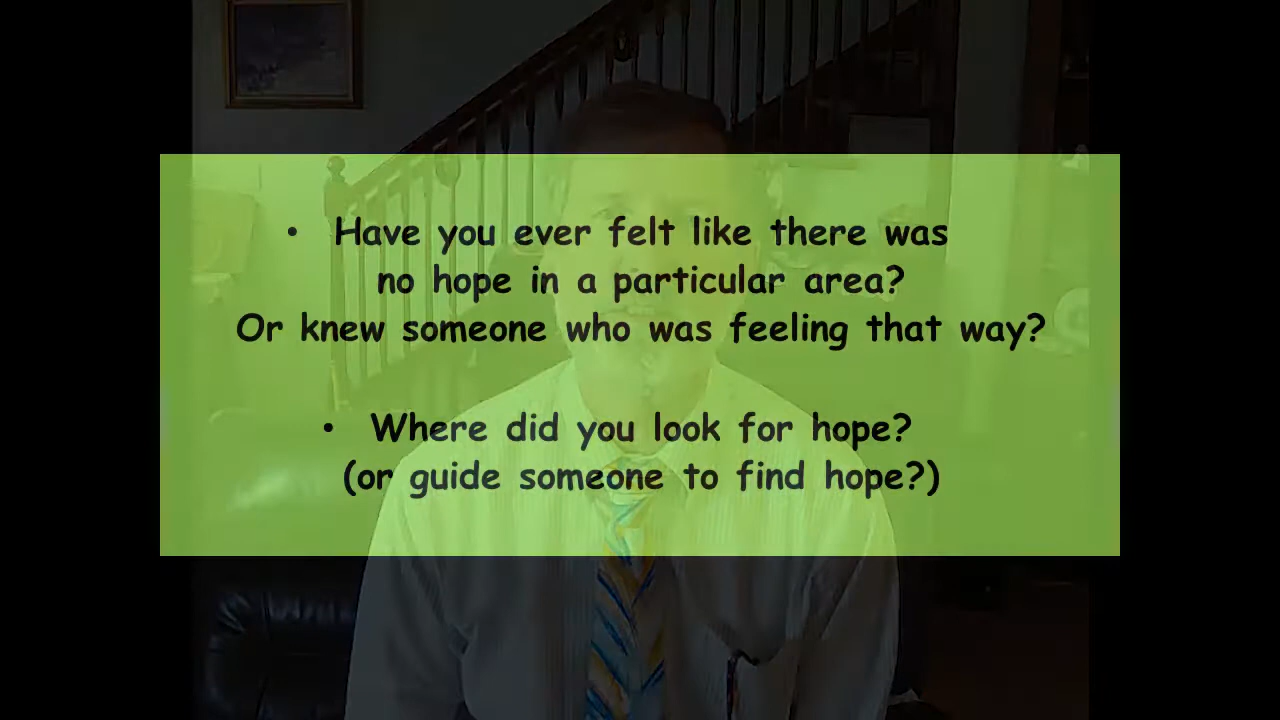 • Have you ever felt like there was
no hope in a particular area?
Or knew someone who was feeling that way?
• Where did you look for hope?
(or guide someone to find hope?)